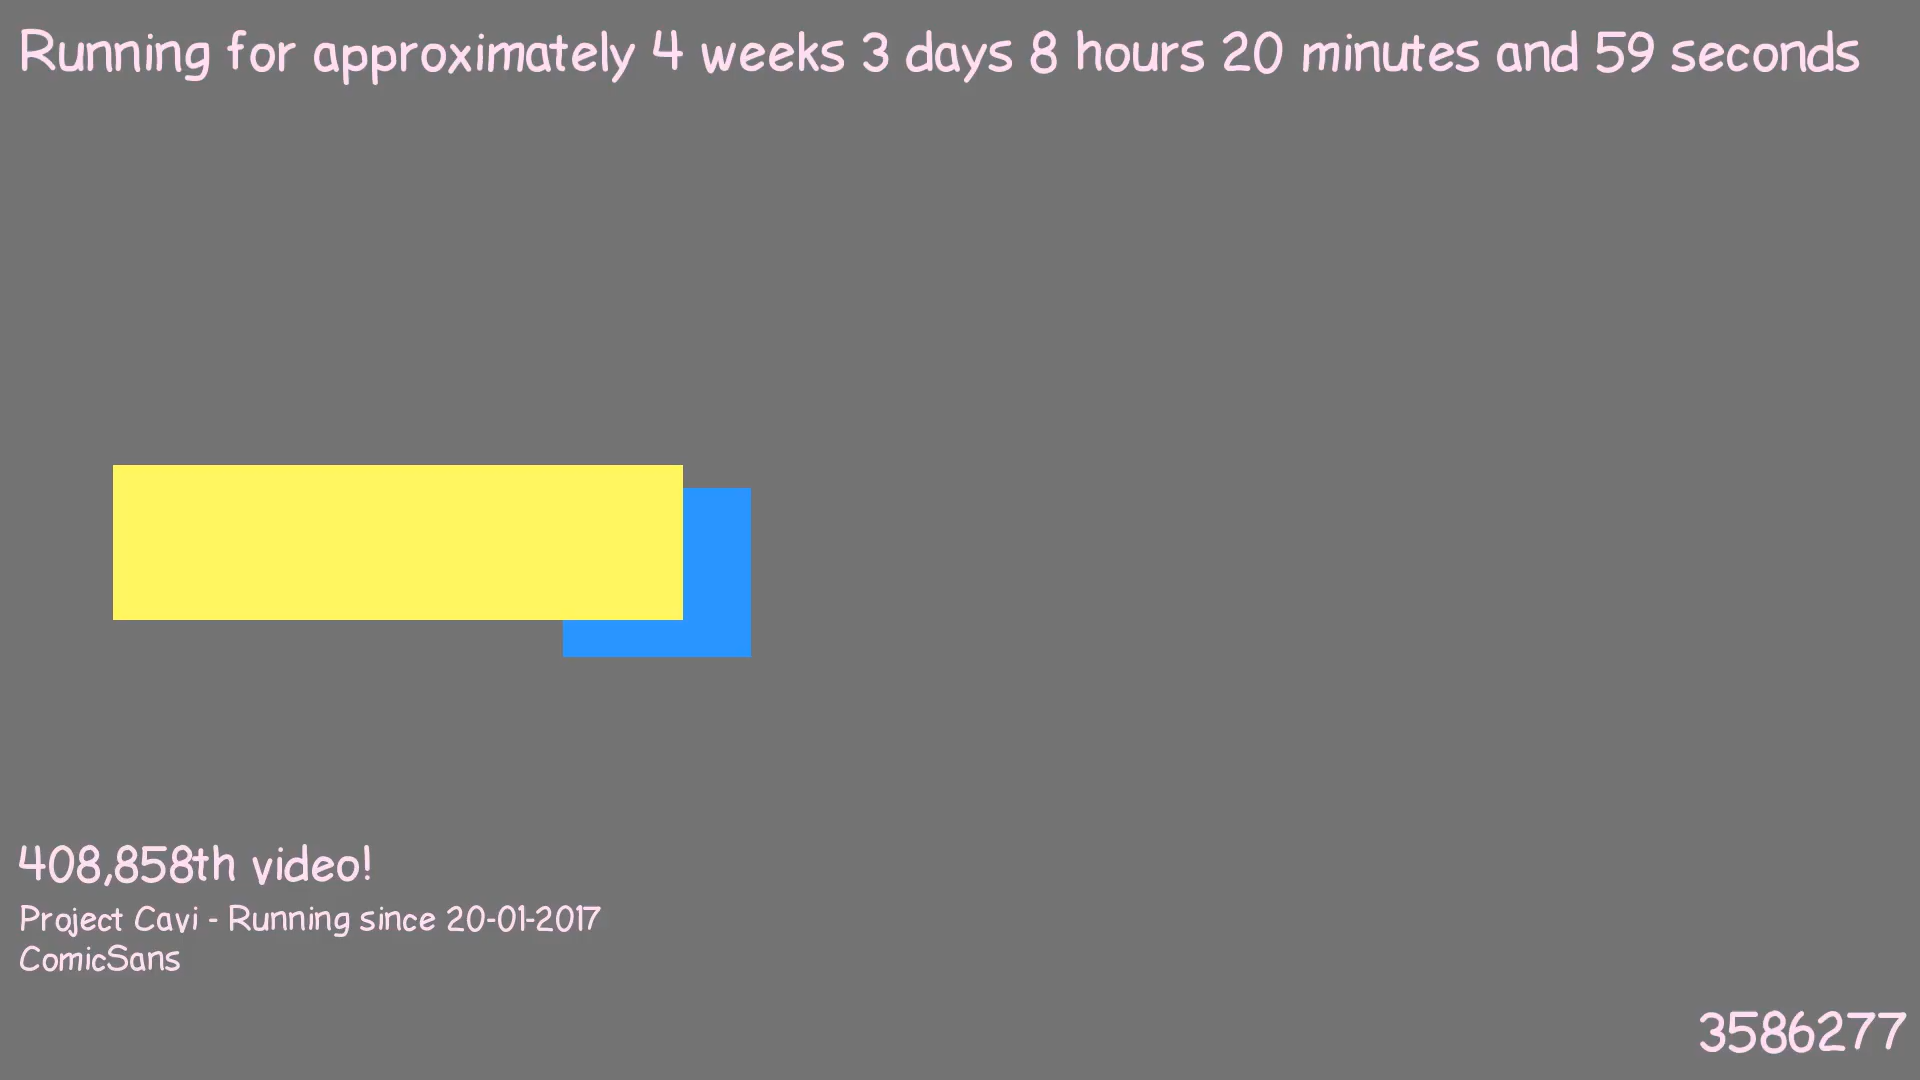 Running for approximately 4 weeks 3 days 8 hours 20 minutes and 59 seconds
408,858th video!
Project Cavi - Running since 20-01-2017
ComicSans
3586277